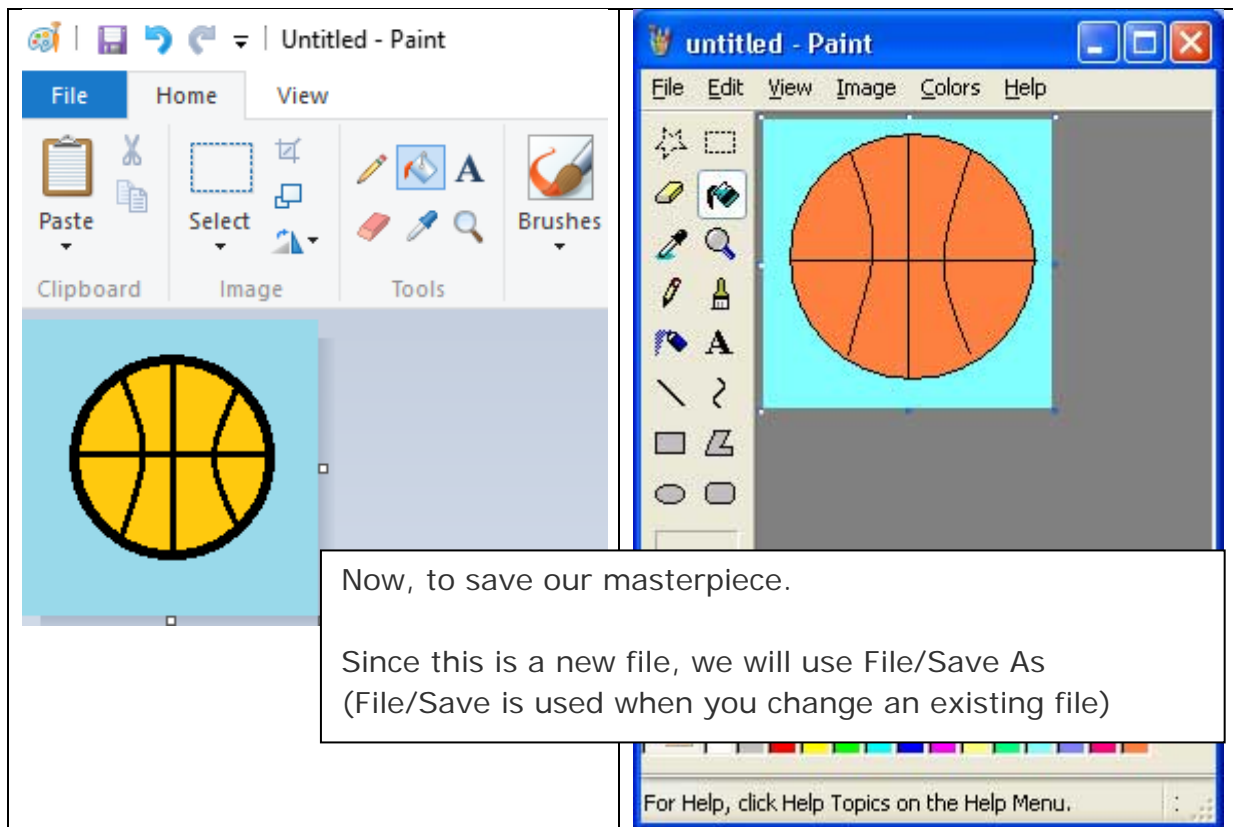 Untitled - Paint
File Home View
A
Paste
Select
Brushes
Clipboard
Image
Tools
untitled - Paint
File Edit View Image Colors Help
A
Now, to save our masterpiece.
Since this is a new file, we will use File/Save As
(File/Save is used when you change an existing file)
For Help, click Help Topics on the Help Menu.